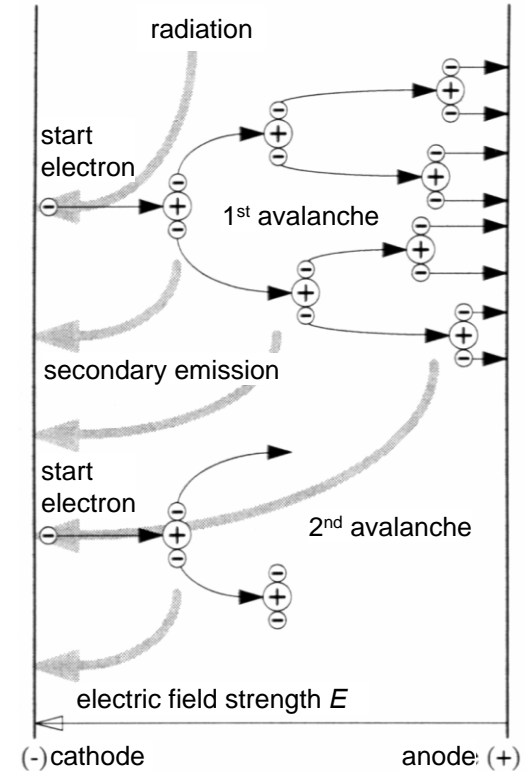 radiation
start
electron
1st avalanche
secondary emission
start
electron
2nd avalanche
electric field strength E
(-) cathode
anode (+)